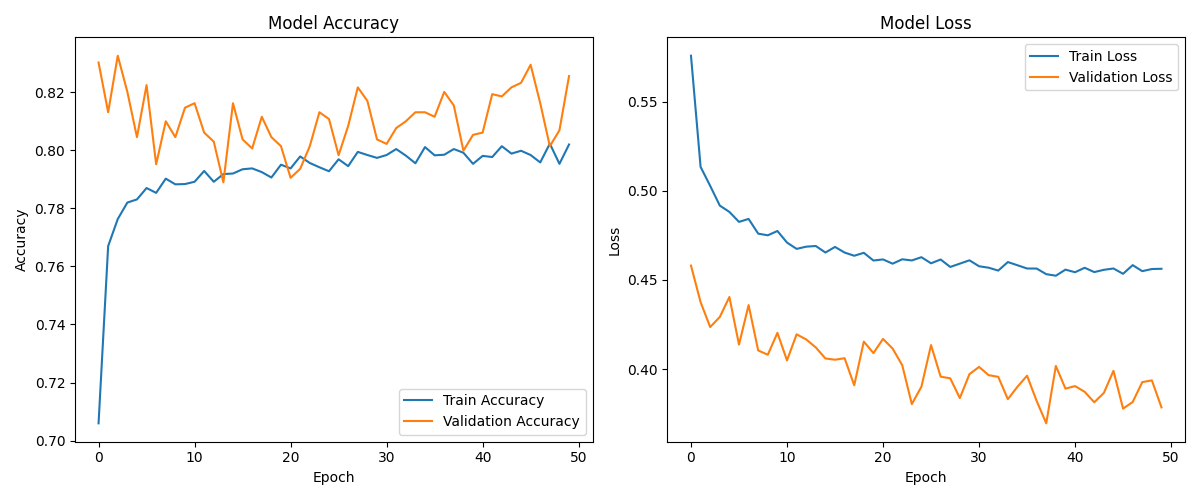 Model Accuracy
Accuracy
0.82
0.80
0.78
0.76
0.74
0.72
0.70
0
10
20
30
40
50
Epoch
Train Accuracy
Validation Accuracy
Model Loss
Loss
0.55
0.50
0.45
0.40
0
10
20
30
40
50
Epoch
Train Loss
Validation Loss